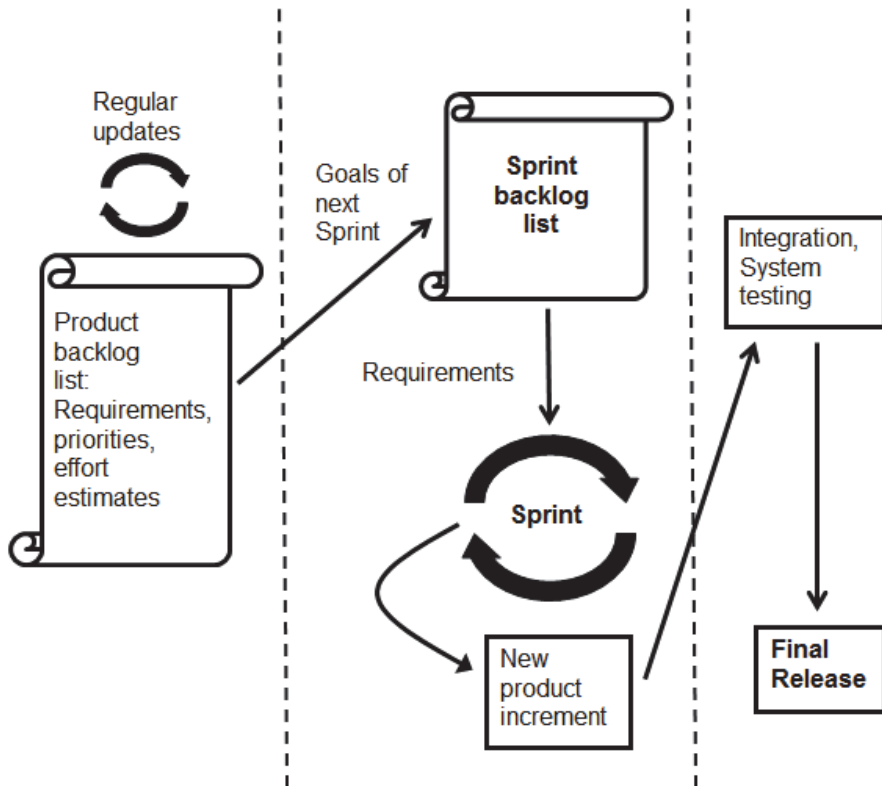 Regular
updates
Product
backlog
list:
Requirements,
priorities,
effort
estimates
Goals of
next
Sprint
Sprint
backlog
list
Requirements
Sprint
New
product
increment
Integration,
System
testing
Final
Release